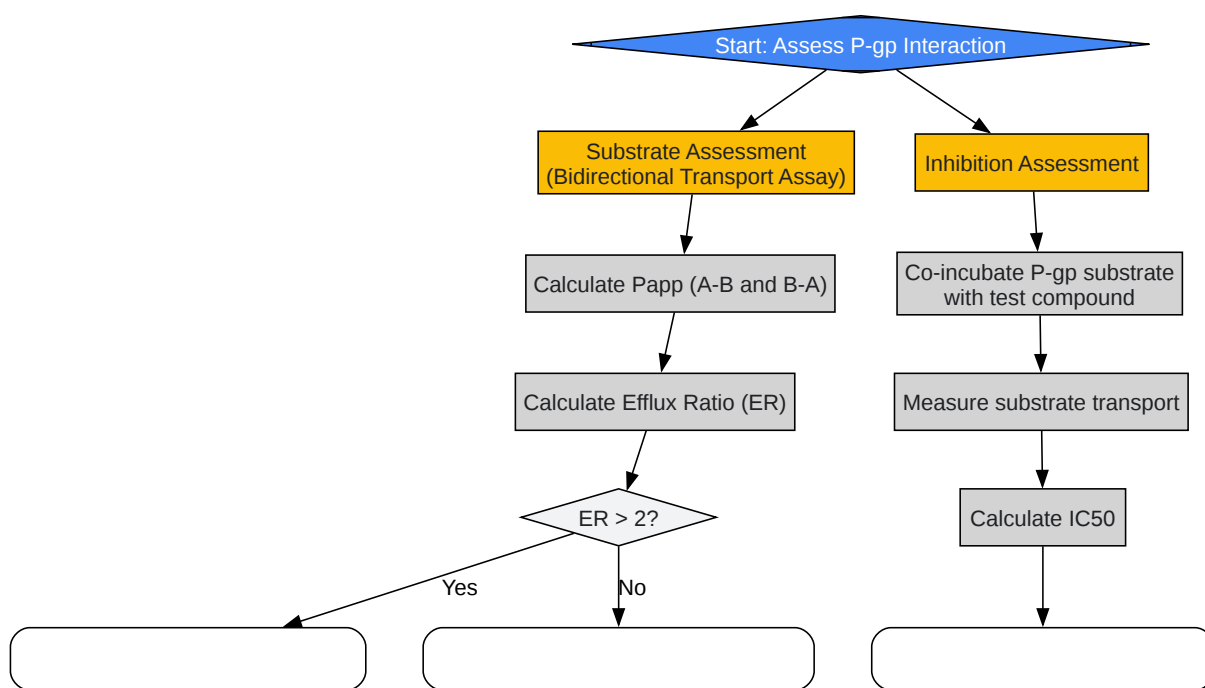 Start: Assess P-gp Interaction
Substrate Assessment
(Bidirectional Transport Assay)
Inhibition Assessment
Calculate Papp (A-B and B-A)
Co-incubate P-gp substrate
with test compound
Calculate Efflux Ratio (ER)
Measure substrate transport
ER > 2?
Calculate IC50
Yes
No